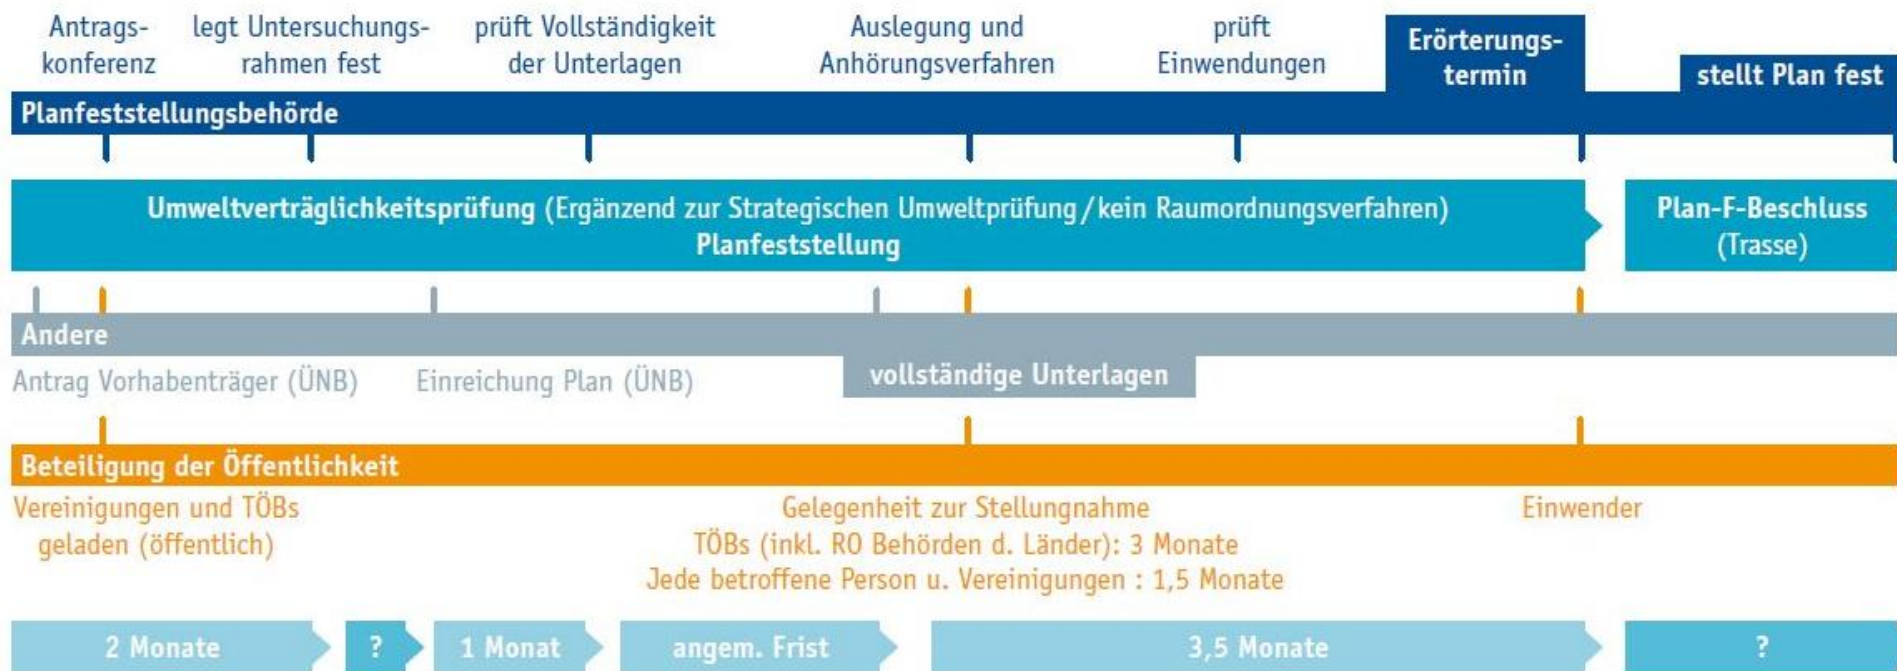 Antrags-
konferenz
legt Untersuchungs-
rahmen fest
prüft Vollständigkeit
der Unterlagen
Auslegung und
Anhörungsverfahren
prüft
Einwendungen
Erörterungs-
termin
stellt Plan fest
Planfeststellungsbehörde
Umweltverträglichkeitsprüfung (Ergänzend zur Strategischen Umweltprüfung/kein Raumordnungsverfahren)
Planfeststellung
Plan-F-Beschluss
(Trasse)
Andere
Antrag Vorhabenträger (ÜNB)
Einreichung Plan (ÜNB)
vollständige Unterlagen
Beteiligung der Öffentlichkeit
Vereinigungen und TÖBs
geladen (öffentlich)
Gelegenheit zur Stellungnahme
TÖBs (inkl. RO Behörden d. Länder): 3 Monate
Jede betroffene Person u. Vereinigungen : 1,5 Monate
Einwender
2 Monate
?
1 Monat
angem. Frist
3,5 Monate
?